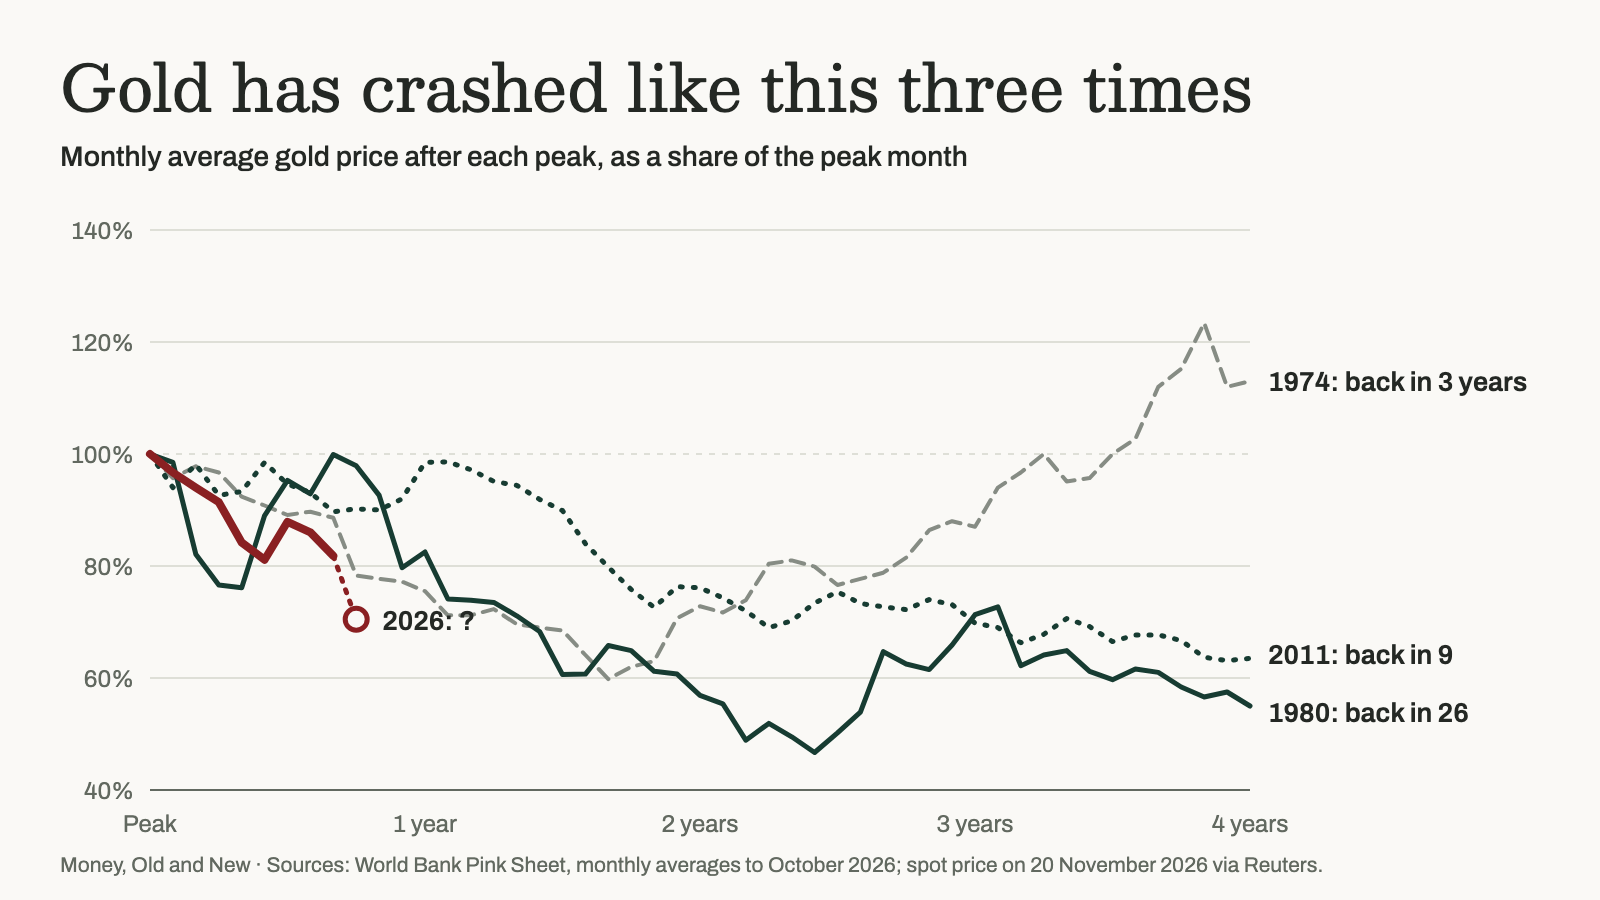 Gold has crashed like this three times
Monthly average gold price after each peak, as a share of the peak month
140%
120%
100%
80%
60%
40%
1974: back in 3 years
2026: ?
2011: back in 9
1980: back in 26
Peak
1 year
2 years
3 years
4 years
Money, Old and New · Sources: World Bank Pink Sheet, monthly averages to October 2026; spot price on 20 November 2026 via Reuters.